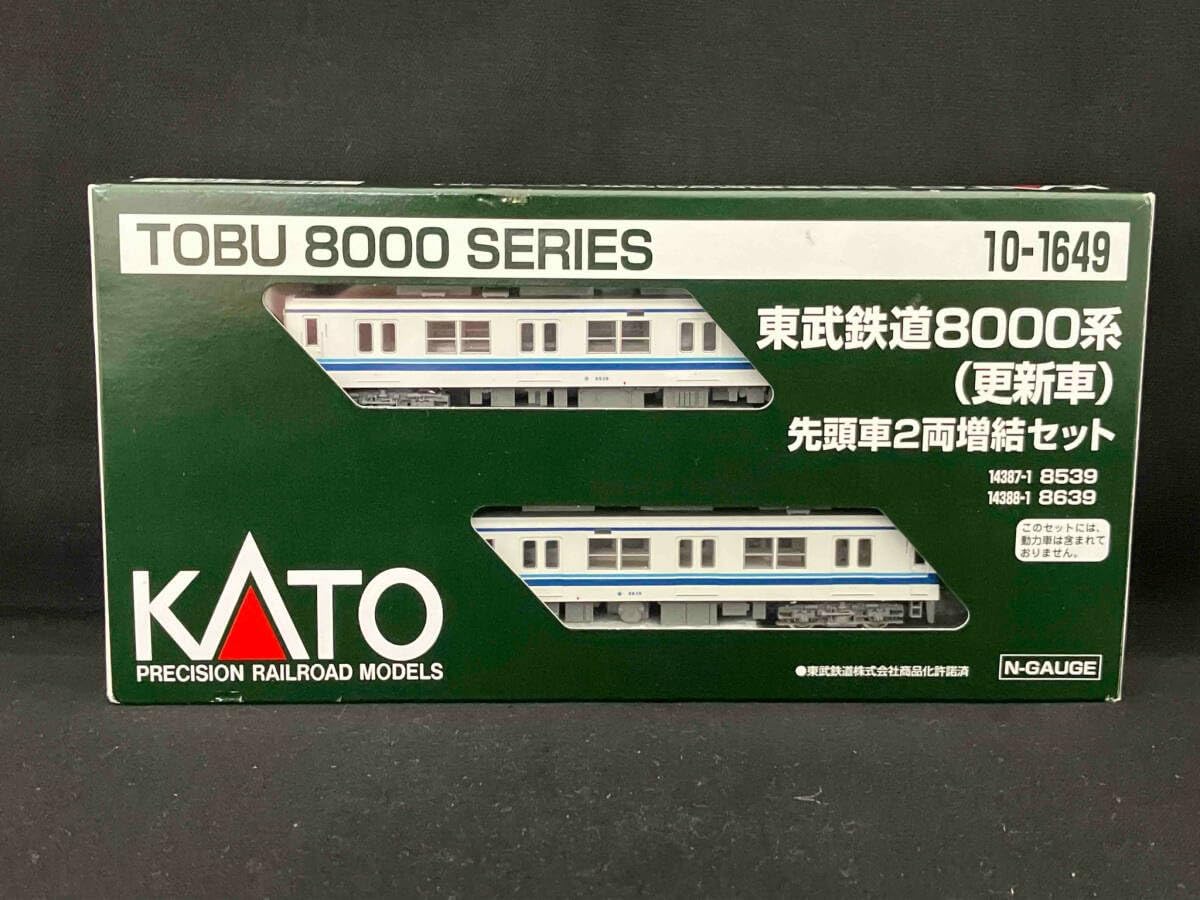 TOBU 8000 SERIES
10-1649
東武鉄道8000系
(更新車)
先頭車2両増結セット
14387-1 8539
14388-1 8639
このセットには、
動力車は含まれて
おりません。
KATO
PRECISION RAILROAD MODELS
●東武鉄道株式会社商品化許諾済
N-GAUGE